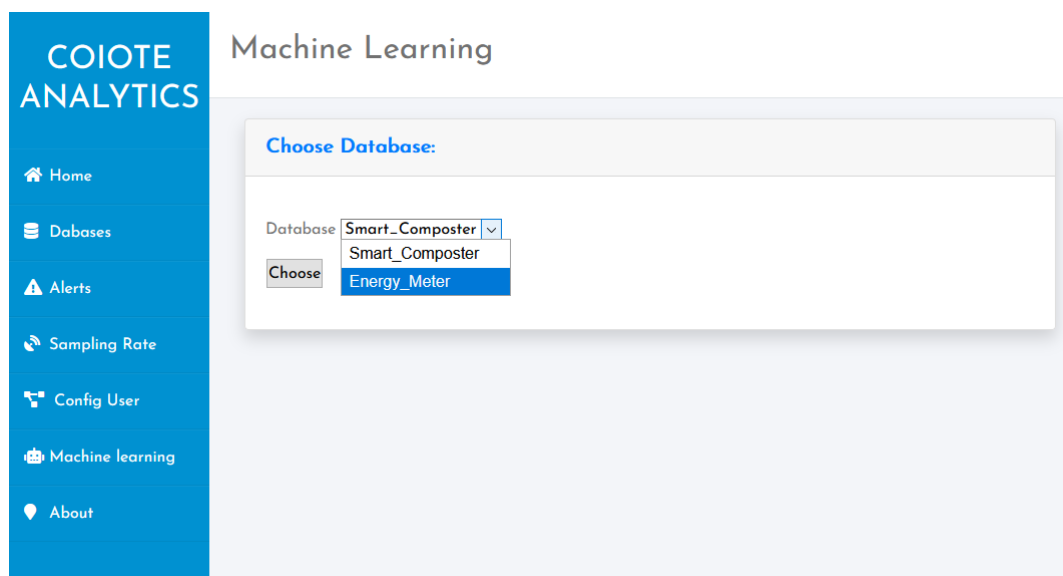 COIOTE
ANALYTICS
Home
Dabases
Alerts
Sampling Rate
Config User
Machine learning
About
Machine Learning
Choose Database:
Database Smart_Composter
Smart_Composter
Energy_Meter
Choose